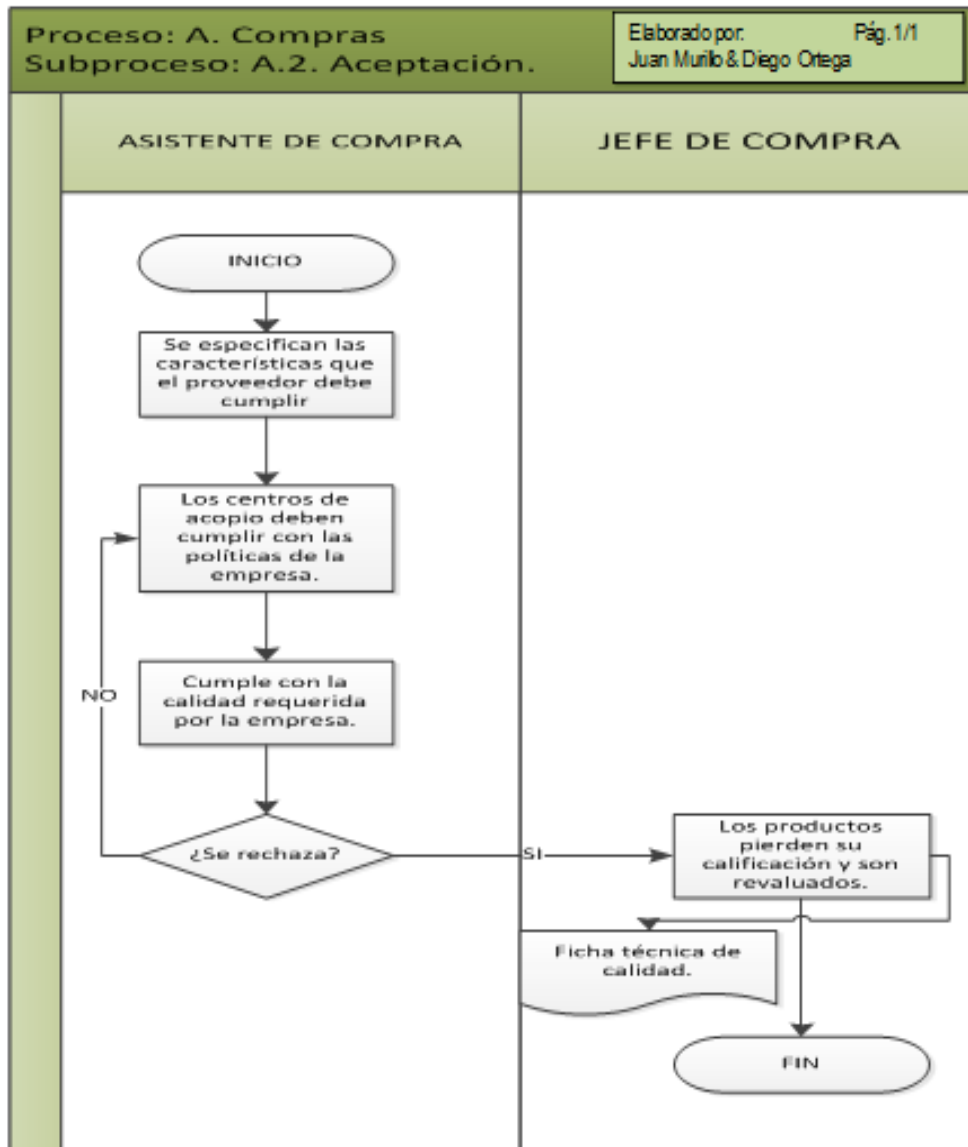 Proceso: A. Compras
Subproceso: A.2. Aceptación.
Elaborado por: Pág. 1/1
Juan Murillo & Diego Ortega
ASISTENTE DE COMPRA
JEFE DE COMPRA
INICIO
Se especifican las
características que
el proveedor debe
cumplir
Los centros de
acopio deben
cumplir con las
políticas de la
empresa.
NO
Cumple con la
calidad requerida
por la empresa.
¿Se rechaza?
SI
Los productos
pierden su
calificación y son
revaluados.
Ficha técnica de
calidad.
FIN